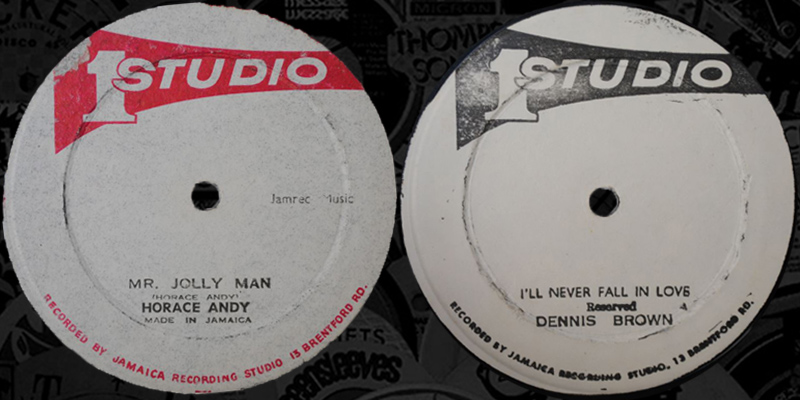 1 STUDIO
Jamrec Music
MR. JOLLY MAN
(HORACE ANDY)
HORACE ANDY
MADE IN JAMAICA
RECORDED BY JAMAICA RECORDING STUDIO 13 BRENTFORD RD.
1 STUDIO
I'LL NEVER FALL IN LOVE
Reserved
DENNIS BROWN
RECORDED BY JAMAICA RECORDING STUDIO, 13 BRENTFORD RD.
THOMPS
SO